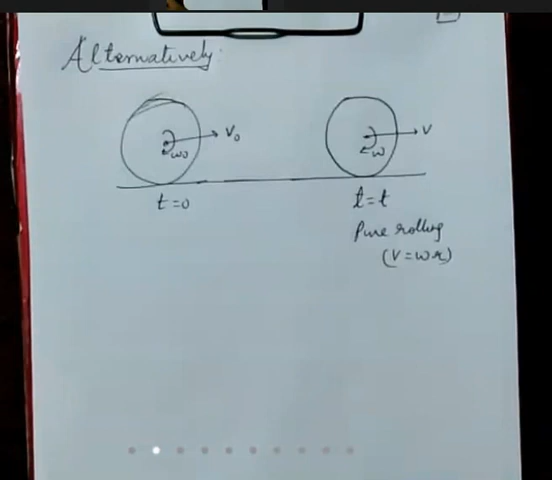 Alternatively:
V₀
ω₀
V
ω
t=0
t=t
Pure rolling
(V=ωr)